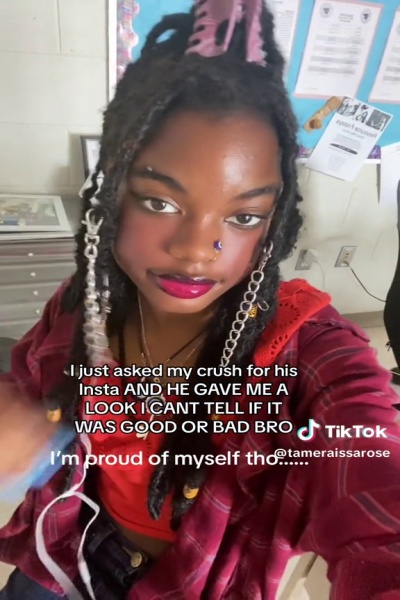 I just asked my crush for his
Insta AND HE GAVE ME A
LOOK I CANT TELL IF IT
WAS GOOD OR BAD BRO
TikTok
I'm proud of myself tho......
@tameraissarose